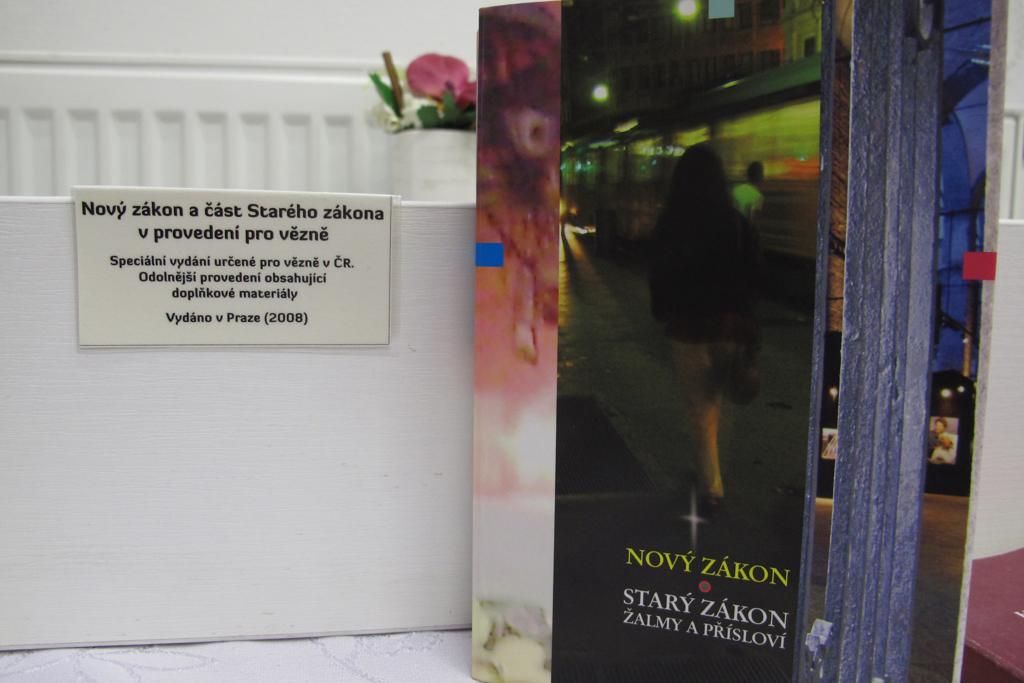 Nový zákon a část Starého zákona
v provedení pro vězně
Speciální vydání určené pro vězně v ČR.
Odolnější provedení obsahující
doplňkové materiály
Vydáno v Praze (2008)
NOVÝ ZÁKON
STARÝ ZÁKON
ŽALMY A PŘÍSLOVÍ